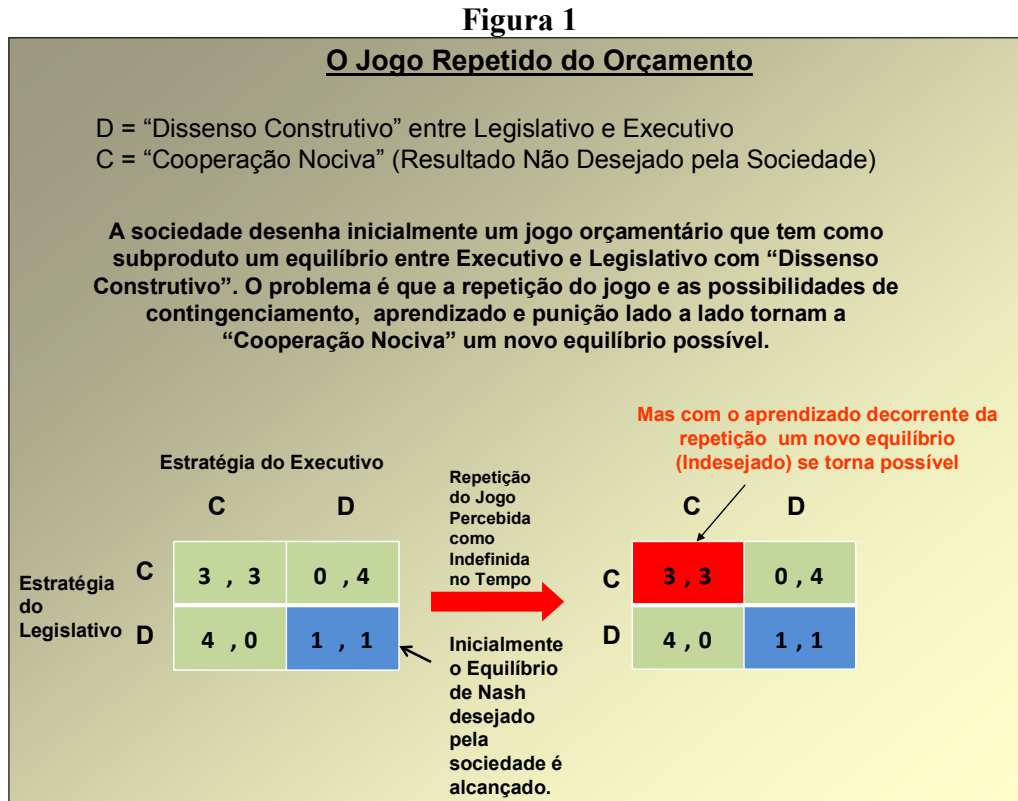 Figura 1
O Jogo Repetido do Orçamento
D = “Dissenso Construtivo” entre Legislativo e Executivo
C = “Cooperação Nociva” (Resultado Não Desejado pela Sociedade)
A sociedade desenha inicialmente um jogo orçamentário que tem como
subproduto um equilíbrio entre Executivo e Legislativo com “Dissenso
Construtivo”. O problema é que a repetição do jogo e as possibilidades de
contingenciamento, aprendizado e punição lado a lado tornam a
“Cooperação Nociva” um novo equilíbrio possível.
Estratégia do Executivo
C D
Estratégia
do
Legislativo
C 3 , 3 0 , 4
D 4 , 0 1 , 1
Repetição
do Jogo
Percebida
como
Indefinida
no Tempo
Inicialmente
o Equilíbrio
de Nash
desejado
pela
sociedade é
alcançado.
Mas com o aprendizado decorrente da
repetição um novo equilíbrio
(Indesejado) se torna possível
C D
C 3 , 3 0 , 4
D 4 , 0 1 , 1